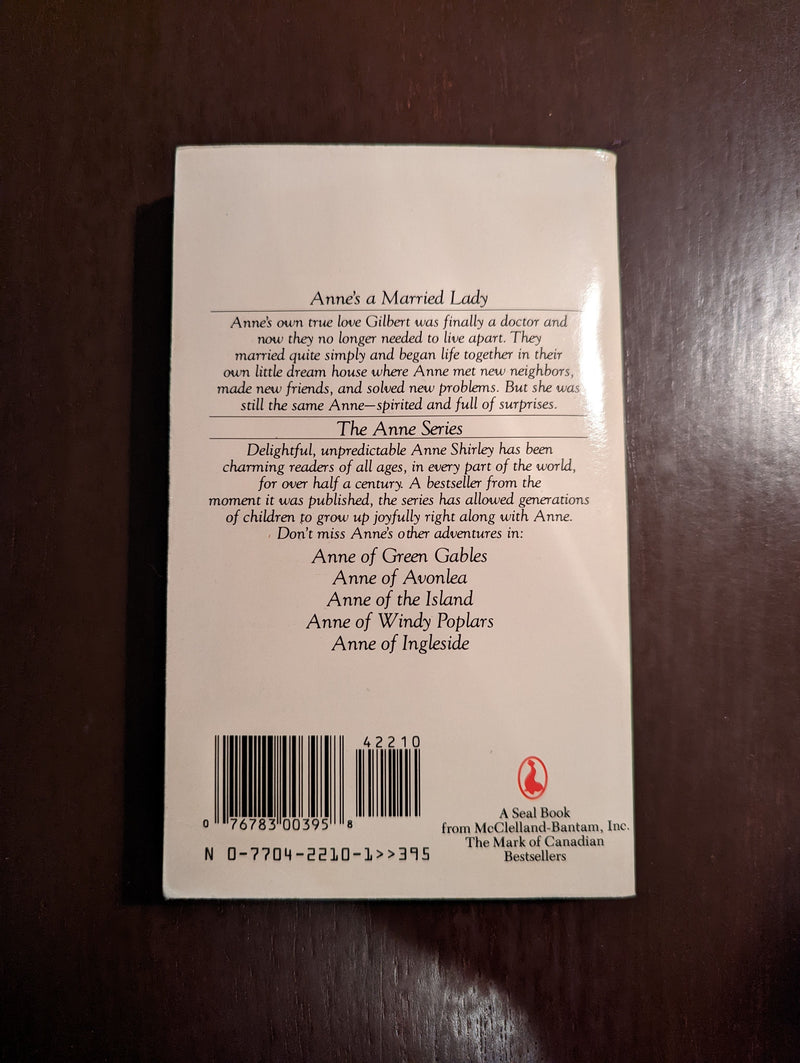 Anne's a Married Lady
Anne's own true love Gilbert was finally a doctor and
now they no longer needed to live apart. They
married quite simply and began life together in their
own little dream house where Anne met new neighbors,
made new friends, and solved new problems. But she was
still the same Anne—spirited and full of surprises.
The Anne Series
Delightful, unpredictable Anne Shirley has been
charming readers of all ages, in every part of the world,
for over half a century. A bestseller from the
moment it was published, the series has allowed generations
of children to grow up joyfully right along with Anne.
Don't miss Anne's other adventures in:
Anne of Green Gables
Anne of Avonlea
Anne of the Island
Anne of Windy Poplars
Anne of Ingleside
42210
0 76783 00395 8
N 0-7704-2210-1>>395
A Seal Book
from McClelland-Bantam, Inc.
The Mark of Canadian
Bestsellers